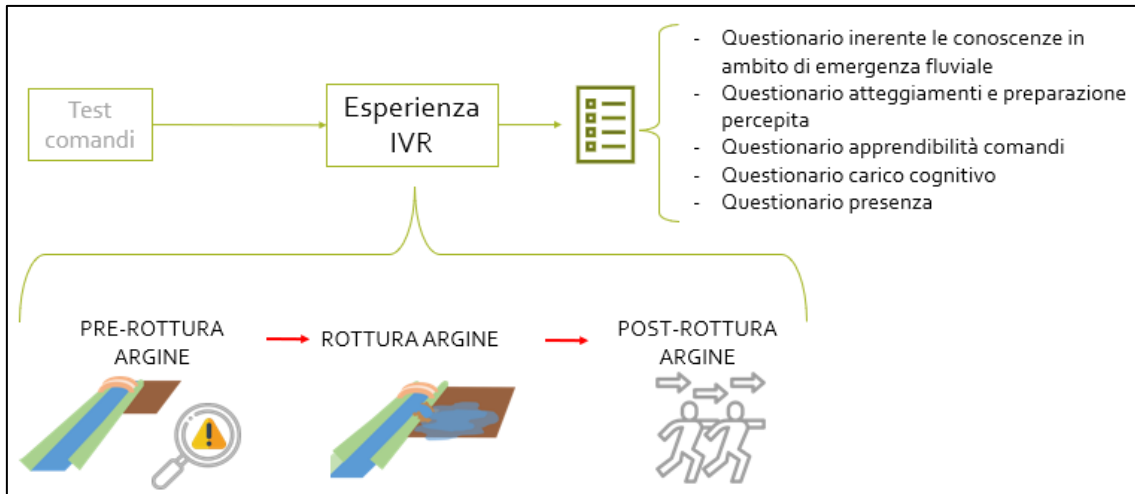 Test
comandi
Esperienza
IVR
- Questionario inerente le conoscenze in
ambito di emergenza fluviale
- Questionario atteggiamenti e preparazione
percepita
- Questionario apprendibilità comandi
- Questionario carico cognitivo
- Questionario presenza
PRE-ROTTURA
ARGINE
ROTTURA ARGINE
POST-ROTTURA
ARGINE